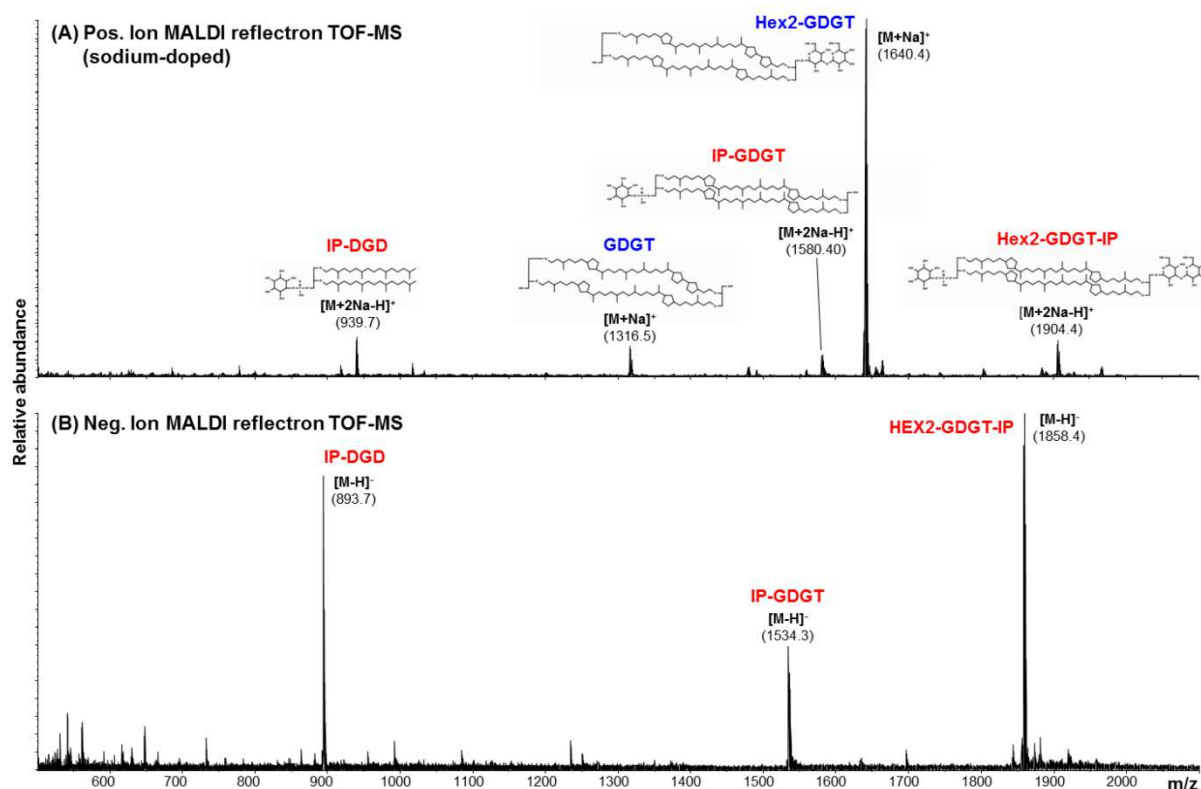 (A) Pos. Ion MALDI reflectron TOF-MS
(sodium-doped)
Hex2-GDGT
[M+Na]⁺
(1640.4)
IP-GDGT
[M+2Na-H]⁺
(1580.40)
IP-DGD
[M+2Na-H]⁺
(939.7)
GDGT
[M+Na]⁺
(1316.5)
Hex2-GDGT-IP
[M+2Na-H]⁺
(1904.4)
Relative abundance
(B) Neg. Ion MALDI reflectron TOF-MS
IP-DGD
[M-H]⁻
(893.7)
HEX2-GDGT-IP
[M-H]⁻
(1858.4)
IP-GDGT
[M-H]⁻
(1534.3)
600 700 800 900 1000 1100 1200 1300 1400 1500 1600 1700 1800 1900 2000 m/z